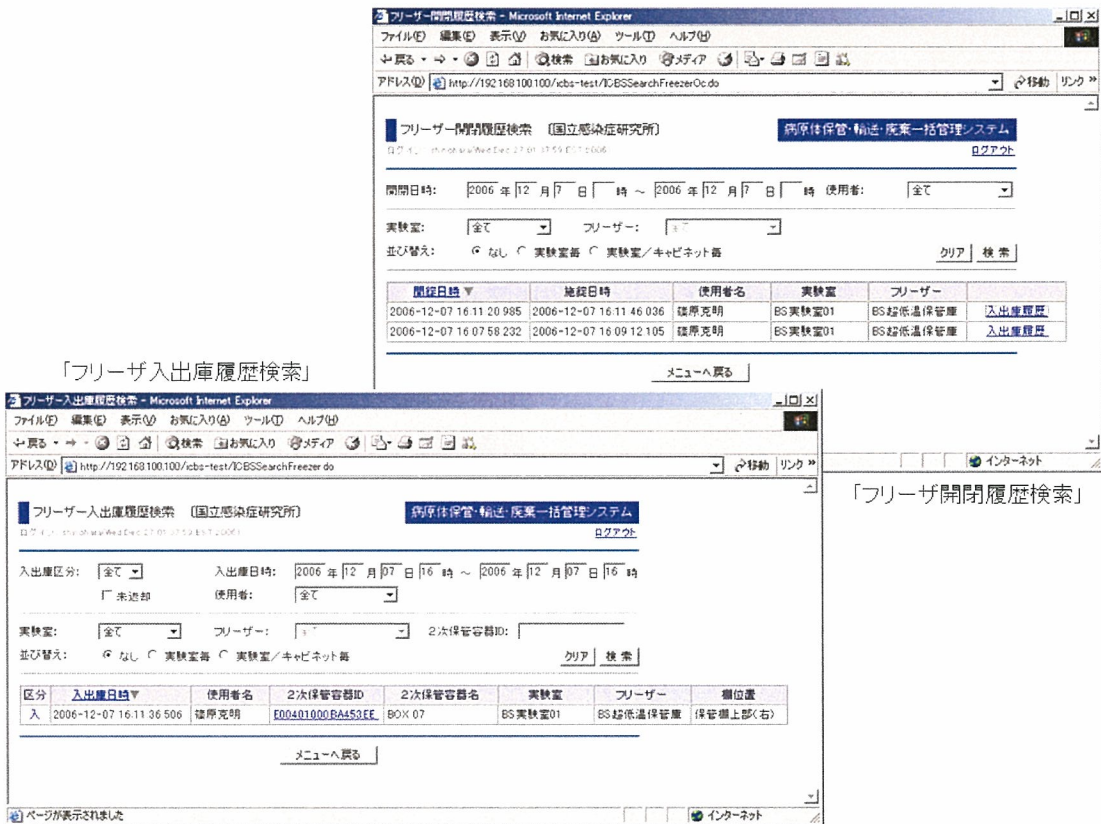 フリーザー開閉履歴検索 - Microsoft Internet Explorer
ファイル(F) 編集(E) 表示(V) お気に入り(A) ツール(T) ヘルプ(H)
戻る 検索 お気に入り メディア
アドレス(D) http://192168100100/icbs-test/ICBSSearchFreezerOc.do 移動 リンク »
フリーザー開閉履歴検索 〔国立感染症研究所〕 病原体保管・輸送・廃棄一括管理システム
ログアウト
開閉日時: 2006 年 12 月 7 日 時 ~ 2006 年 12 月 7 日 時 使用者: 全て
実験室: 全て フリーザー: 全て
並び替え: なし 実験室毎 実験室/キャビネット毎 クリア 検索
開錠日時▼ 施錠日時 使用者名 実験室 フリーザー
2006-12-07 16:11 20 985 2006-12-07 16:11 46 036 篠原克明 BS実験室01 BS超低温保管庫 入出庫履歴
2006-12-07 16 07 58 232 2006-12-07 16 09 12 105 篠原克明 BS実験室01 BS超低温保管庫 入出庫履歴
メニューへ戻る
インターネット
「フリーザ開閉履歴検索」
「フリーザ入出庫履歴検索」
フリーザー入出庫履歴検索 - Microsoft Internet Explorer
ファイル(F) 編集(E) 表示(V) お気に入り(A) ツール(T) ヘルプ(H)
戻る 検索 お気に入り メディア
アドレス(D) http://192168100.100/icbs-test/ICBSSearchFreezer do 移動 リンク »
フリーザー入出庫履歴検索 〔国立感染症研究所〕 病原体保管・輸送・廃棄一括管理システム
ログアウト
入出庫区分: 全て 入出庫日時: 2006 年 12 月 07 日 16 時 ~ 2006 年 12 月 07 日 16 時
未返却 使用者: 全て
実験室: 全て フリーザー: 全て 2次保管容器ID:
並び替え: なし 実験室毎 実験室/キャビネット毎 クリア 検索
区分 入出庫日時▼ 使用者名 2次保管容器ID 2次保管容器名 実験室 フリーザー 棚位置
入 2006-12-07 16:11 36 506 篠原克明 E00401000BA453EE BOX 07 BS実験室01 BS超低温保管庫 保管棚上部(右)
メニューへ戻る
ページが表示されました インターネット